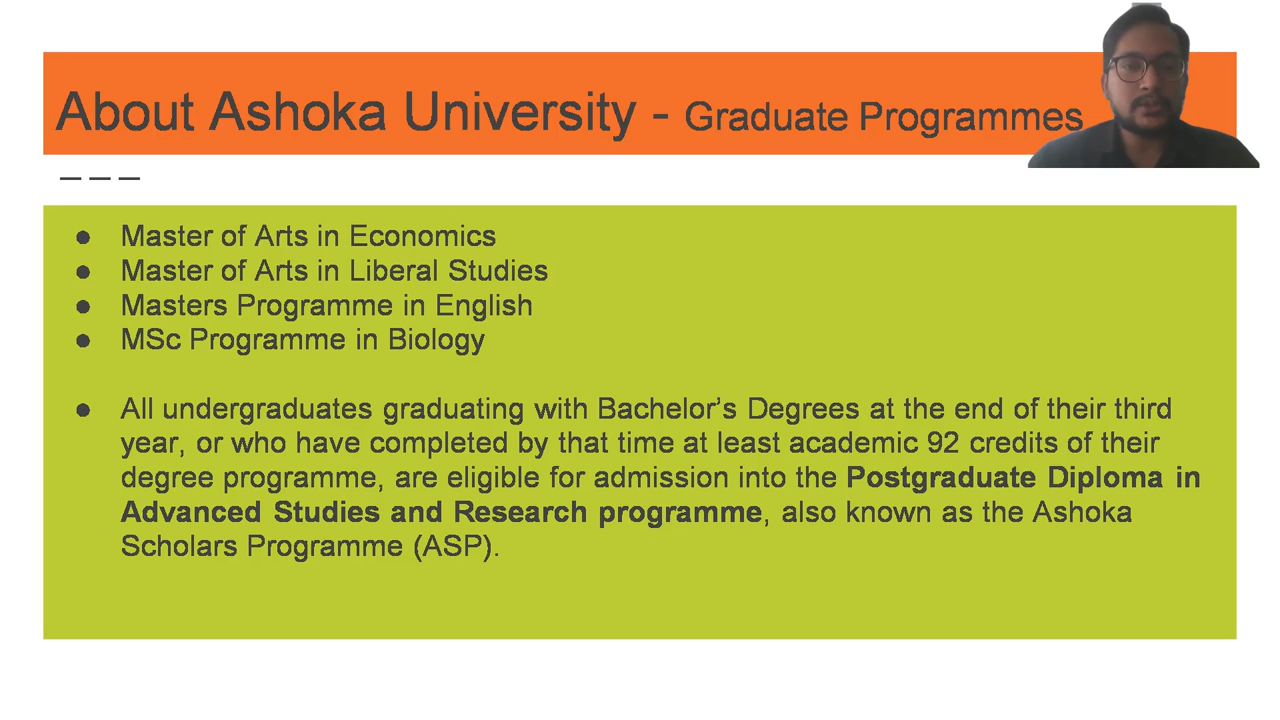 About Ashoka University - Graduate Programmes
● Master of Arts in Economics
● Master of Arts in Liberal Studies
● Masters Programme in English
● MSc Programme in Biology
● All undergraduates graduating with Bachelor’s Degrees at the end of their third
year, or who have completed by that time at least academic 92 credits of their
degree programme, are eligible for admission into the Postgraduate Diploma in
Advanced Studies and Research programme, also known as the Ashoka
Scholars Programme (ASP).